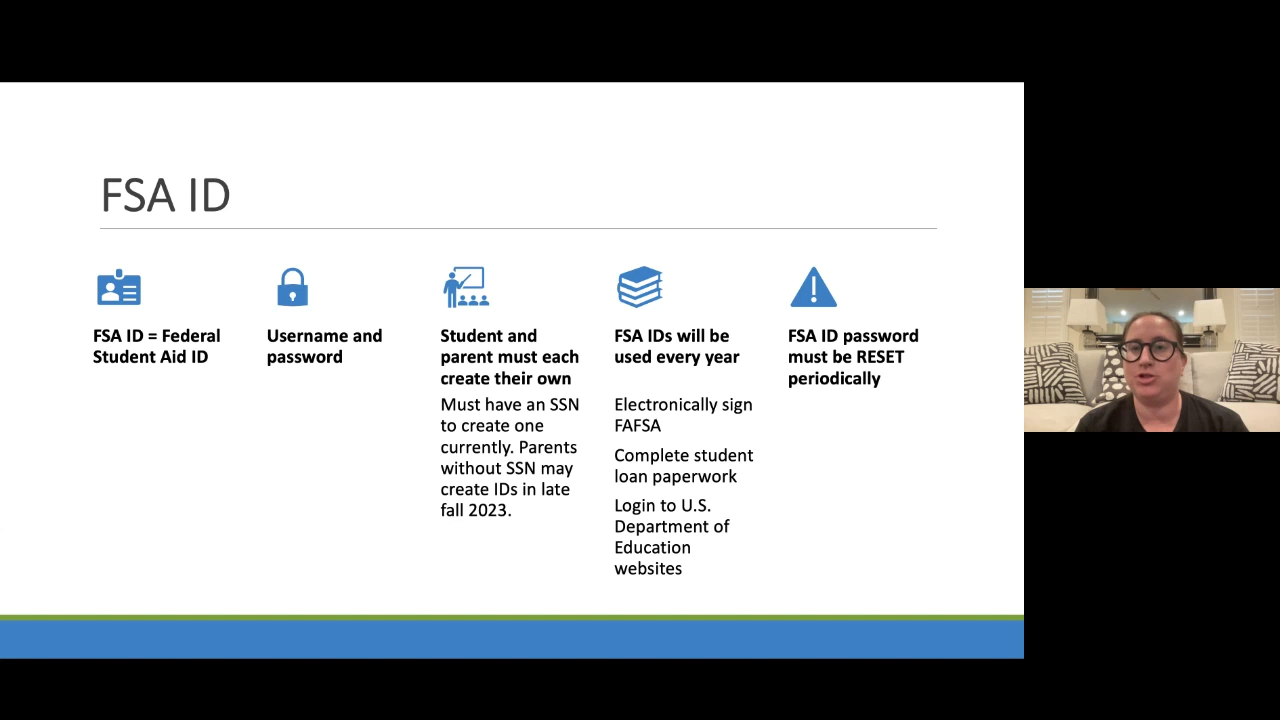 FSA ID
FSA ID = Federal
Student Aid ID
Username and
password
Student and
parent must each
create their own
Must have an SSN
to create one
currently. Parents
without SSN may
create IDs in late
fall 2023.
FSA IDs will be
used every year
Electronically sign
FAFSA
Complete student
loan paperwork
Login to U.S.
Department of
Education
websites
FSA ID password
must be RESET
periodically